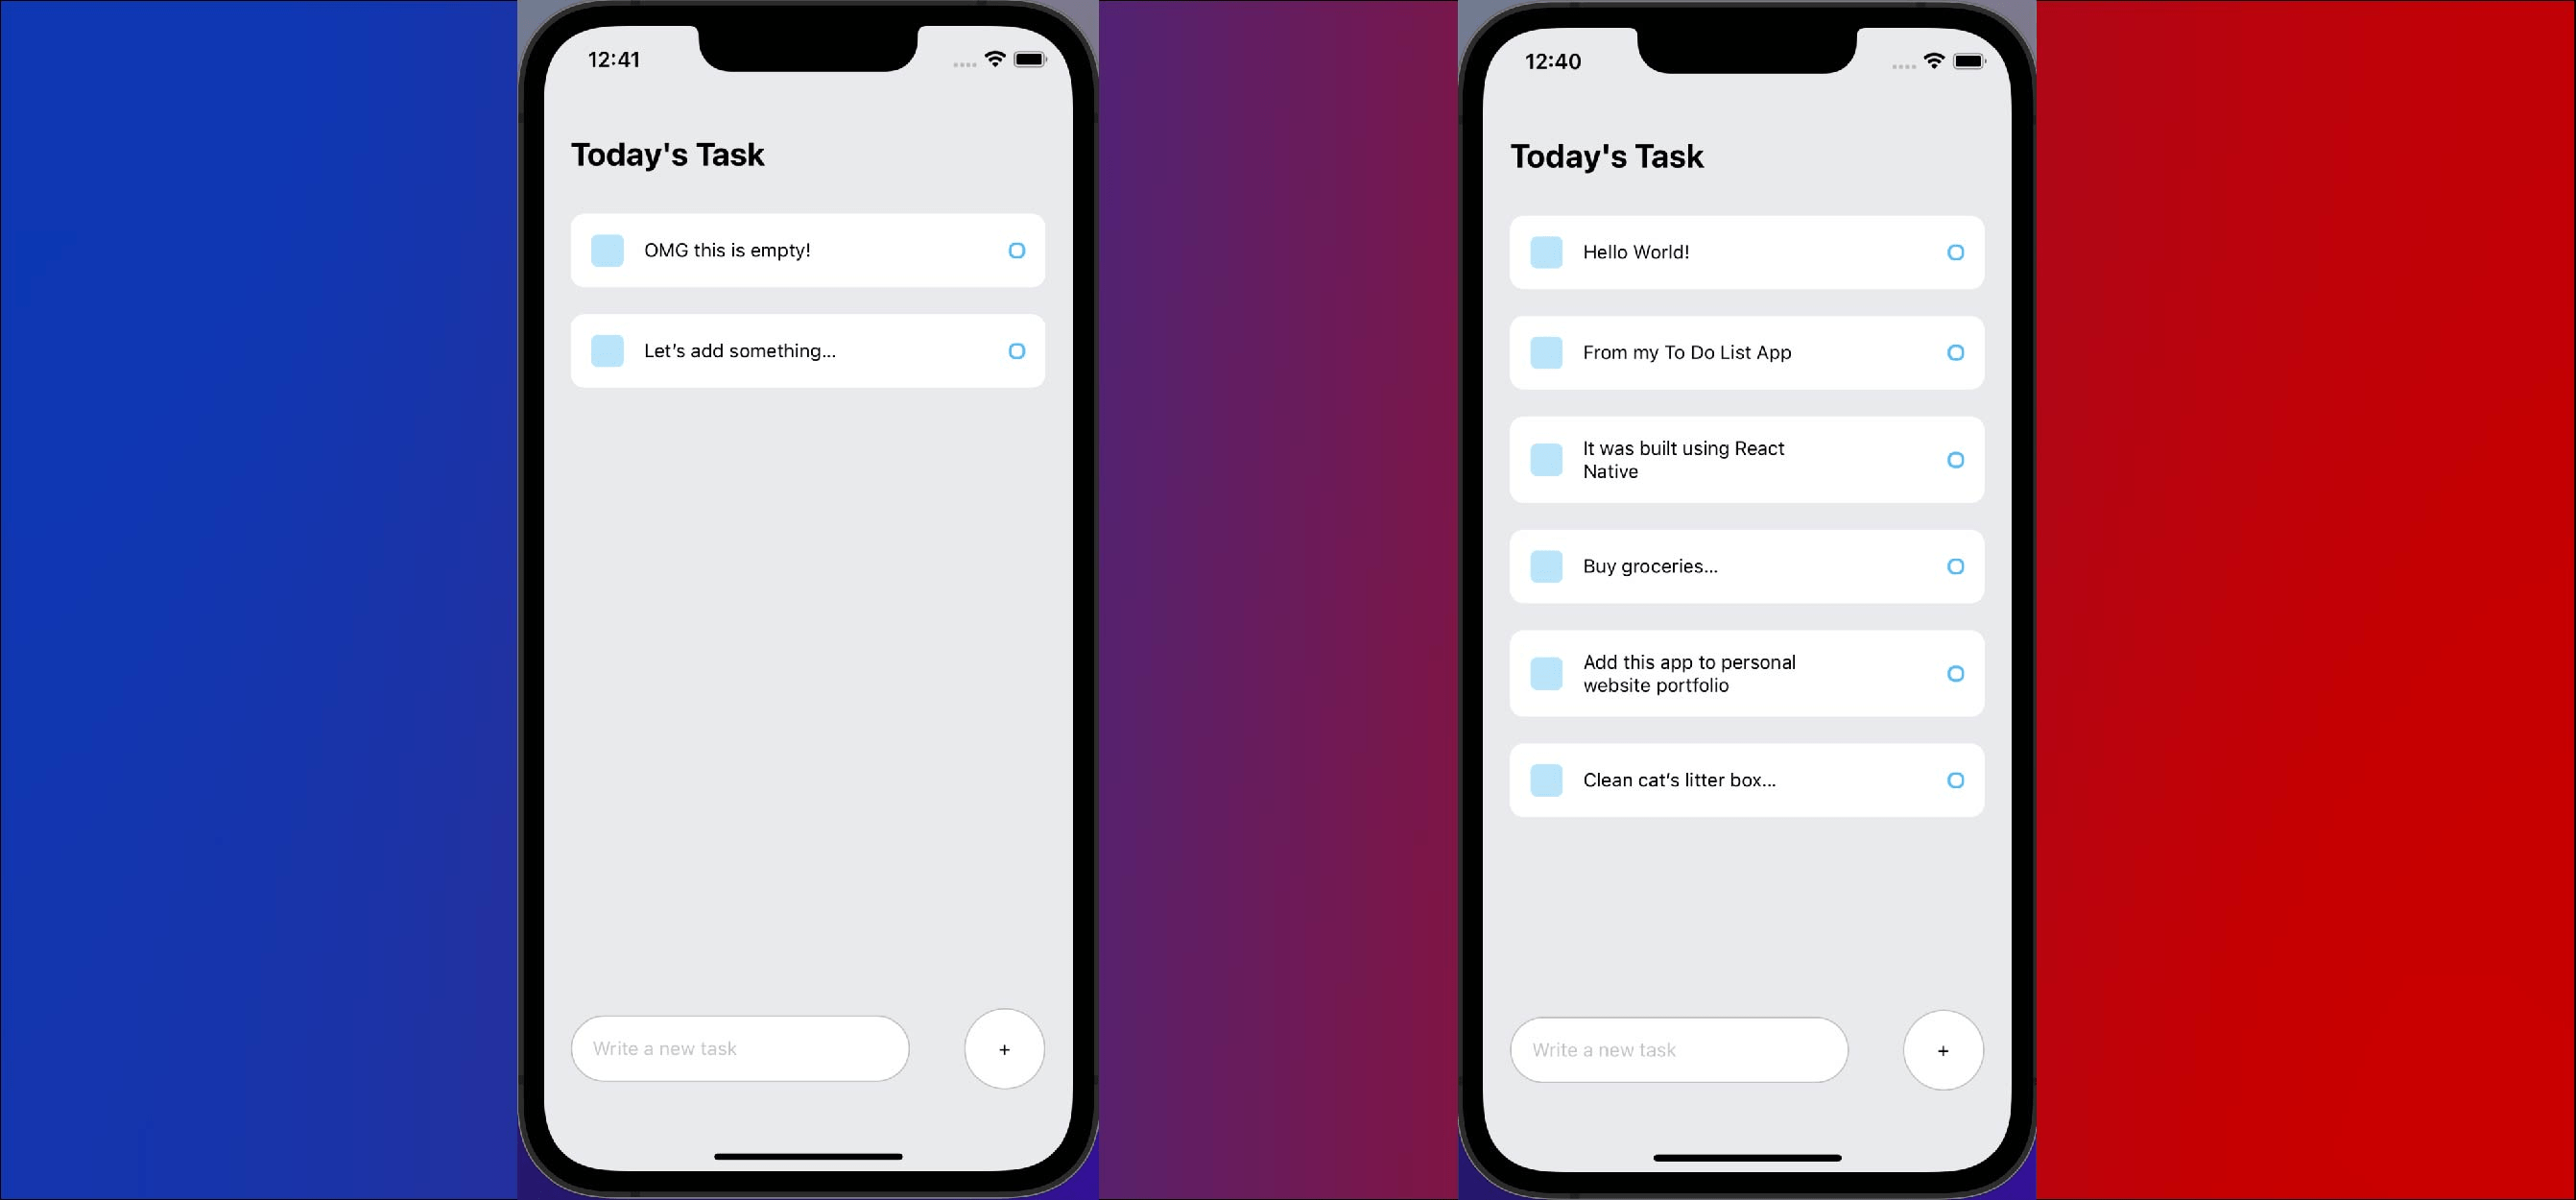 12:41
Today's Task
OMG this is empty!
Let's add something...
Write a new task
+
12:40
Today's Task
Hello World!
From my To Do List App
It was built using React
Native
Buy groceries...
Add this app to personal
website portfolio
Clean cat's litter box...
Write a new task
+